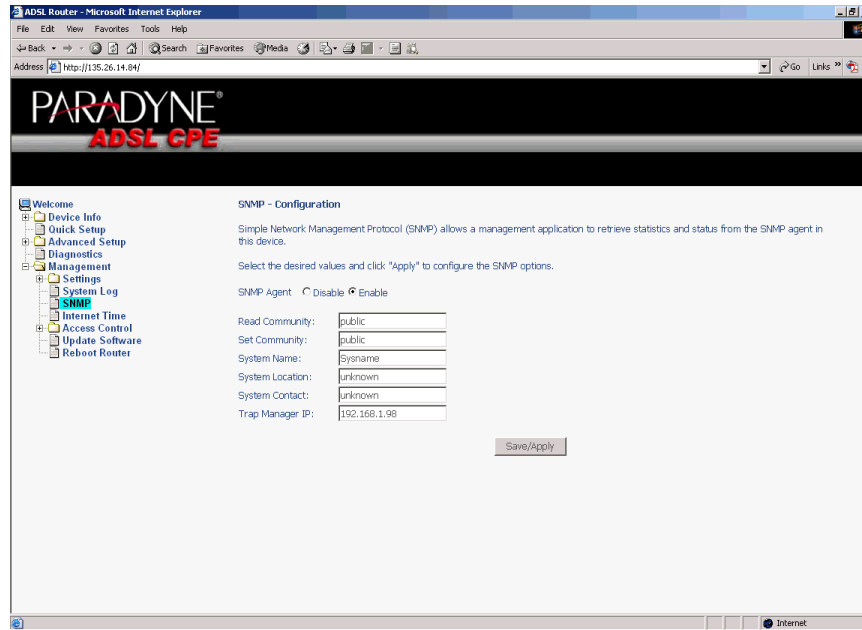 ADSL Router - Microsoft Internet Explorer
File Edit View Favorites Tools Help
Back Search Favorites Media
Address http://135.26.14.84/ Go Links »
PARADYNE®
ADSL CPE
Welcome
Device Info
Quick Setup
Advanced Setup
Diagnostics
Management
Settings
System Log
SNMP
Internet Time
Access Control
Update Software
Reboot Router
SNMP - Configuration
Simple Network Management Protocol (SNMP) allows a management application to retrieve statistics and status from the SNMP agent in
this device.
Select the desired values and click "Apply" to configure the SNMP options.
SNMP Agent Disable Enable
Read Community: public
Set Community: public
System Name: Sysname
System Location: unknown
System Contact: unknown
Trap Manager IP: 192.168.1.98
Save/Apply
Internet